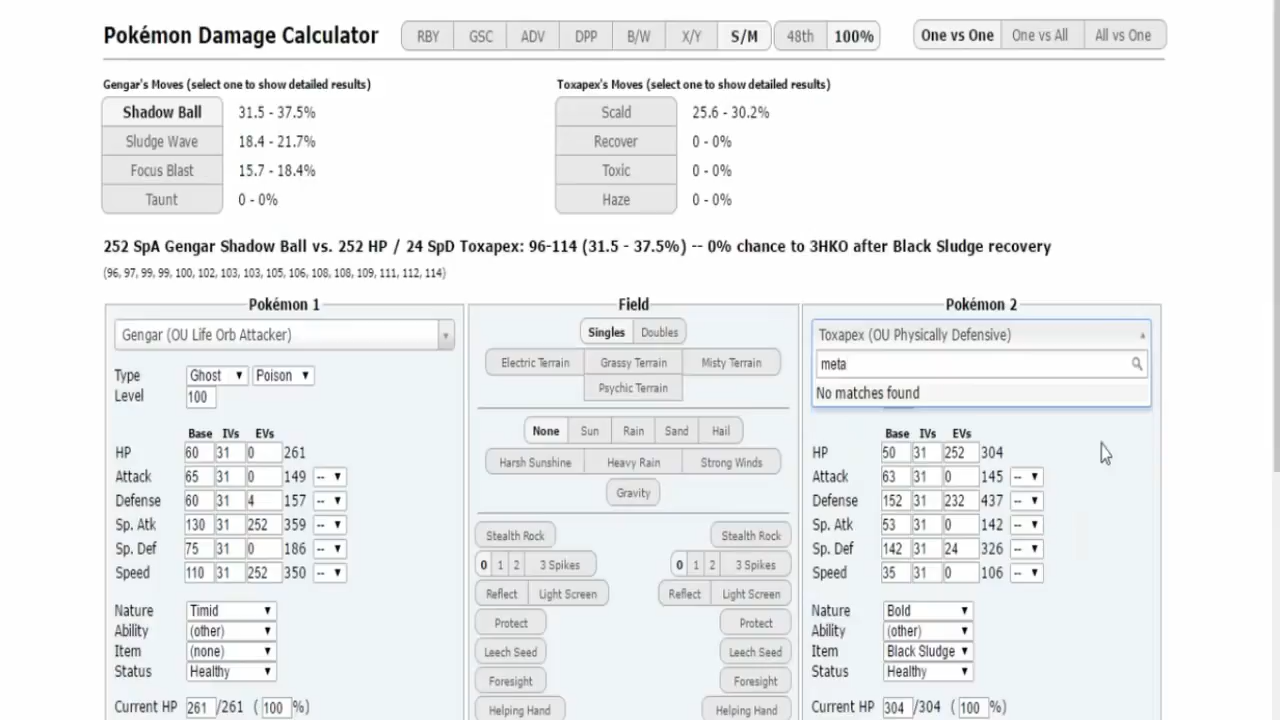 Pokémon Damage Calculator RBY GSC ADV DPP B/W X/Y S/M 48th 100% One vs One One vs All All vs One
Gengar's Moves (select one to show detailed results) Toxapex's Moves (select one to show detailed results)
Shadow Ball 31.5 - 37.5% Scald 25.6 - 30.2%
Sludge Wave 18.4 - 21.7% Recover 0 - 0%
Focus Blast 15.7 - 18.4% Toxic 0 - 0%
Taunt 0 - 0% Haze 0 - 0%
252 SpA Gengar Shadow Ball vs. 252 HP / 24 SpD Toxapex: 96-114 (31.5 - 37.5%) -- 0% chance to 3HKO after Black Sludge recovery
(96, 97, 99, 99, 100, 102, 103, 103, 105, 106, 108, 108, 109, 111, 112, 114)
Pokémon 1
Gengar (OU Life Orb Attacker)
Type Ghost Poison
Level 100
Base IVs EVs
HP 60 31 0 261
Attack 65 31 0 149 --
Defense 60 31 4 157 --
Sp. Atk 130 31 252 359 --
Sp. Def 75 31 0 186 --
Speed 110 31 252 350 --
Nature Timid
Ability (other)
Item (none)
Status Healthy
Current HP 261 /261 ( 100 %)
Field
Singles Doubles
Electric Terrain Grassy Terrain Misty Terrain
Psychic Terrain
None Sun Rain Sand Hail
Harsh Sunshine Heavy Rain Strong Winds
Gravity
Stealth Rock Stealth Rock
0 1 2 3 Spikes 0 1 2 3 Spikes
Reflect Light Screen Reflect Light Screen
Protect Protect
Leech Seed Leech Seed
Foresight Foresight
Helping Hand Helping Hand
Pokémon 2
Toxapex (OU Physically Defensive)
meta
No matches found
Base IVs EVs
HP 50 31 252 304
Attack 63 31 0 145 --
Defense 152 31 232 437 --
Sp. Atk 53 31 0 142 --
Sp. Def 142 31 24 326 --
Speed 35 31 0 106 --
Nature Bold
Ability (other)
Item Black Sludge
Status Healthy
Current HP 304 /304 ( 100 %)